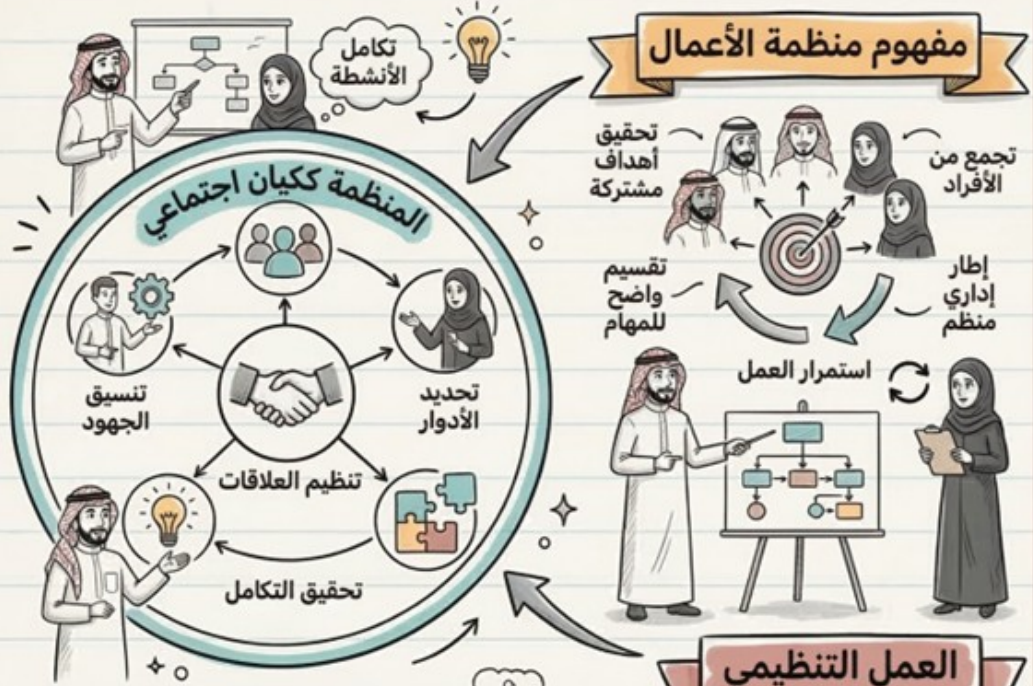 مفهوم منظمة الأعمال
تجمع من
الأفراد
تحقيق
أهداف
مشتركة
إطار
إداري
منظم
تقسيم
واضح
للمهام
استمرار العمل
تكامل
الأنشطة
المنظمة ككيان اجتماعي
تحديد
الأدوار
تنسيق
الجهود
تنظيم العلاقات
تحقيق التكامل
العمل التنظيمي